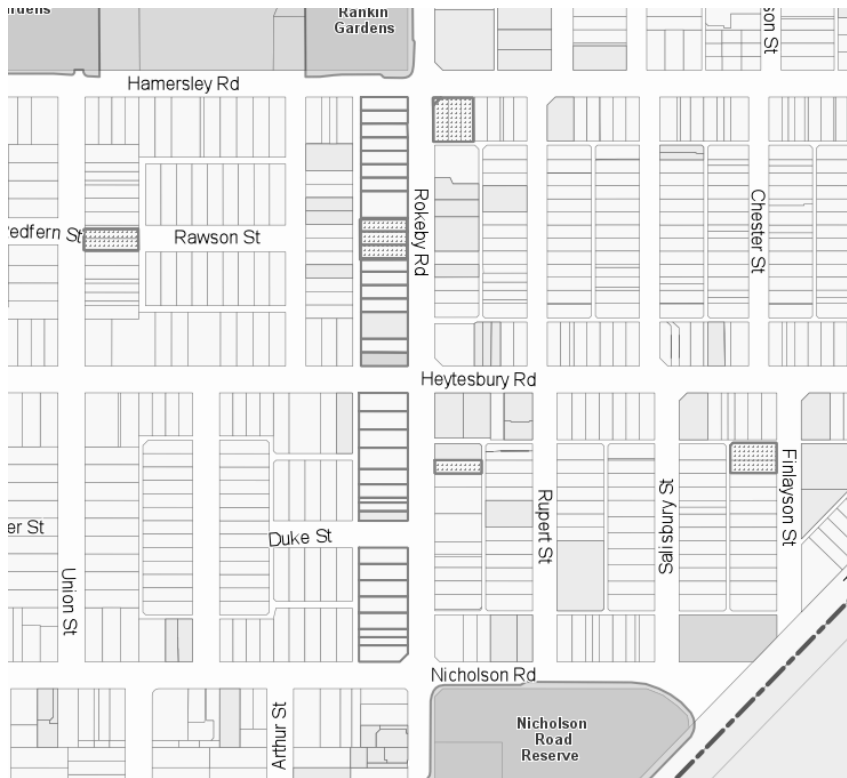 Rankin
Gardens
Hamersley Rd
Rawson St
Rokeby Rd
Chester St
Heytesbury Rd
Duke St
Union St
Rupert St
Salisbury St
Finlayson St
Nicholson Rd
Arthur St
Nicholson
Road
Reserve